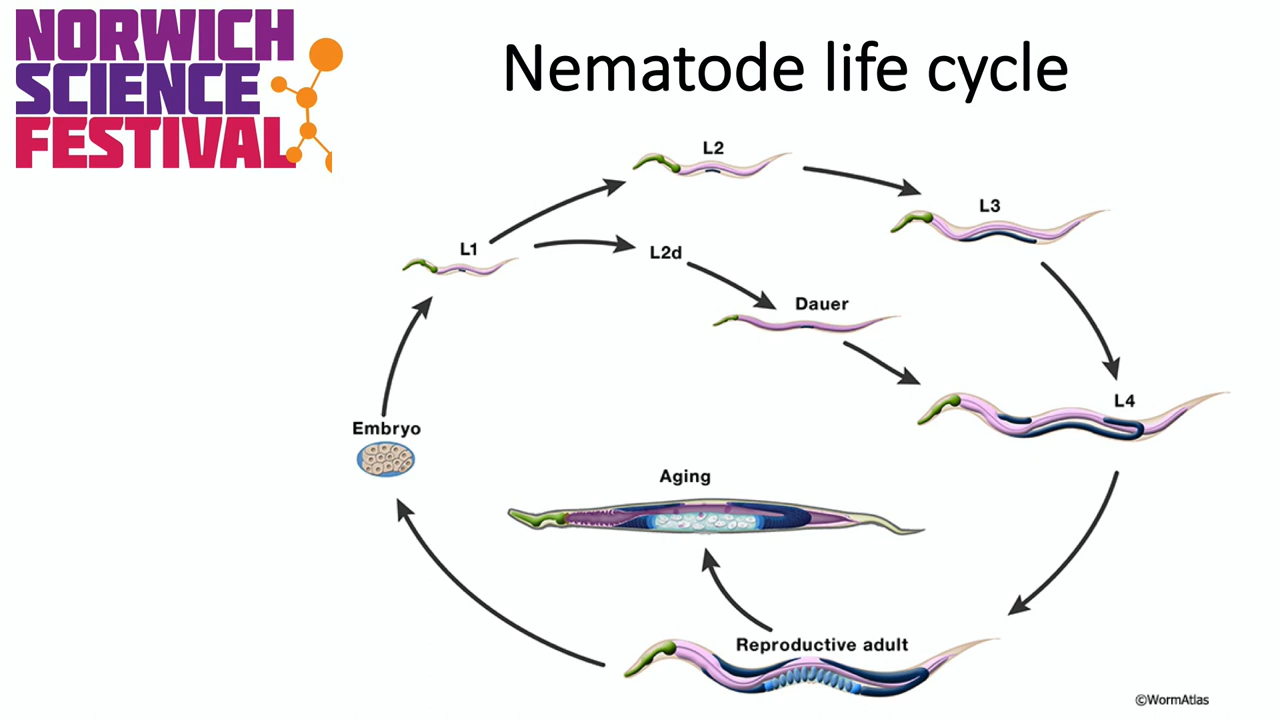 NORWICH
SCIENCE
FESTIVAL
Nematode life cycle
L2
L3
L1
L2d
Dauer
L4
Embryo
Aging
Reproductive adult
©WormAtlas